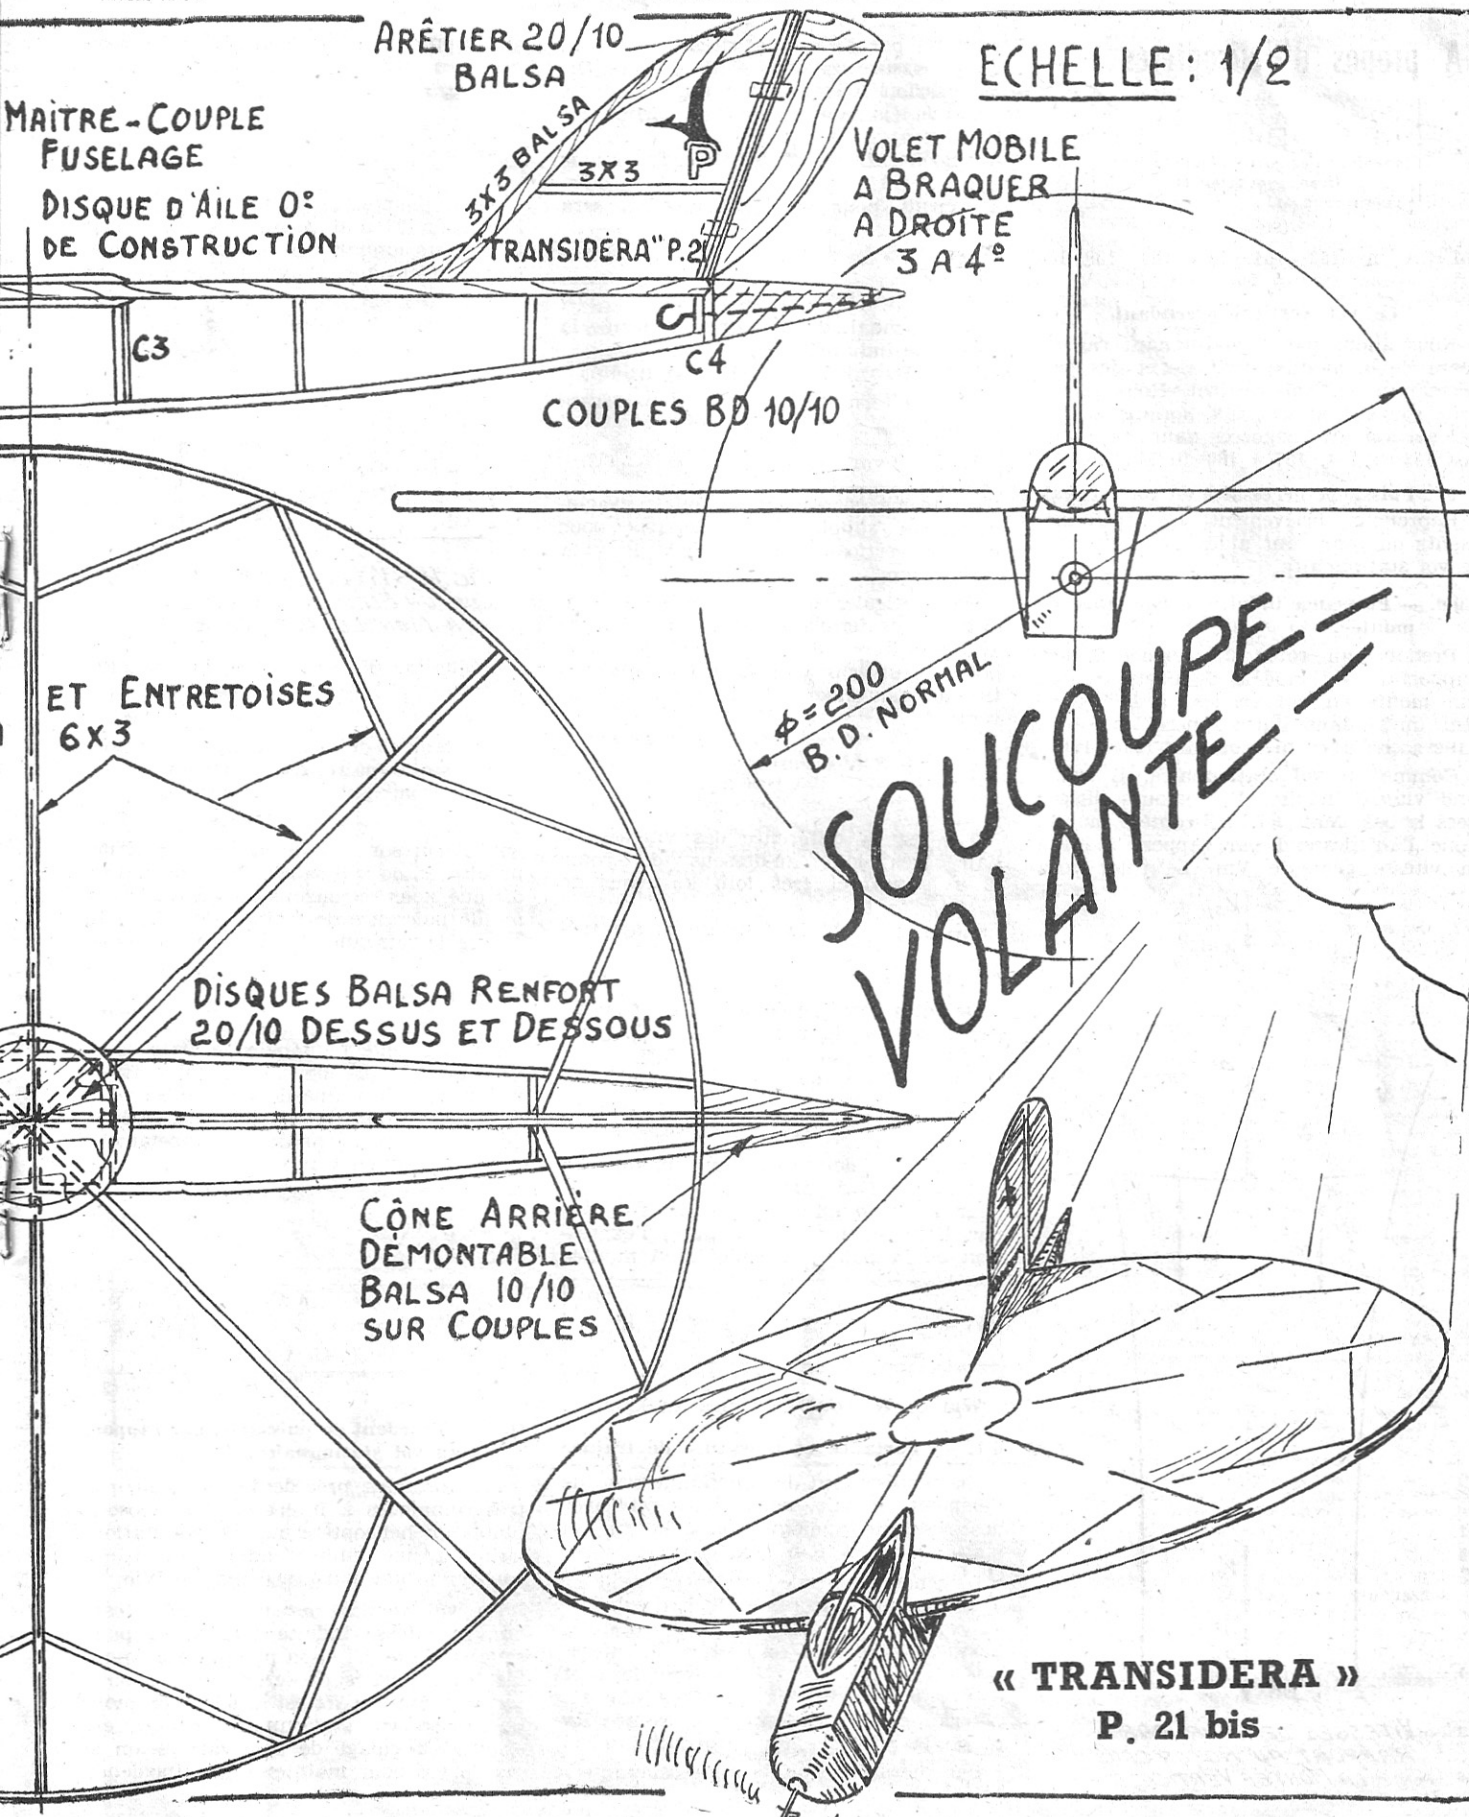 ARÊTIER 20/10
BALSA
ECHELLE: 1/2
MAITRE-COUPLE
FUSELAGE
DISQUE D'AILE 0°
DE CONSTRUCTION
3X3 BALSA
3X3
P
"TRANSIDERA" P.21
VOLET MOBILE
A BRAQUER
A DROITE
3 A 4°
C3
C4
COUPLES BD 10/10
ET ENTRETOISES
6X3
φ=200
B.D. NORMAL
SOUCOUPE
VOLANTE
DISQUES BALSA RENFORT
20/10 DESSUS ET DESSOUS
CÔNE ARRIÈRE
DÉMONTABLE
BALSA 10/10
SUR COUPLES
« TRANSIDERA »
P. 21 bis